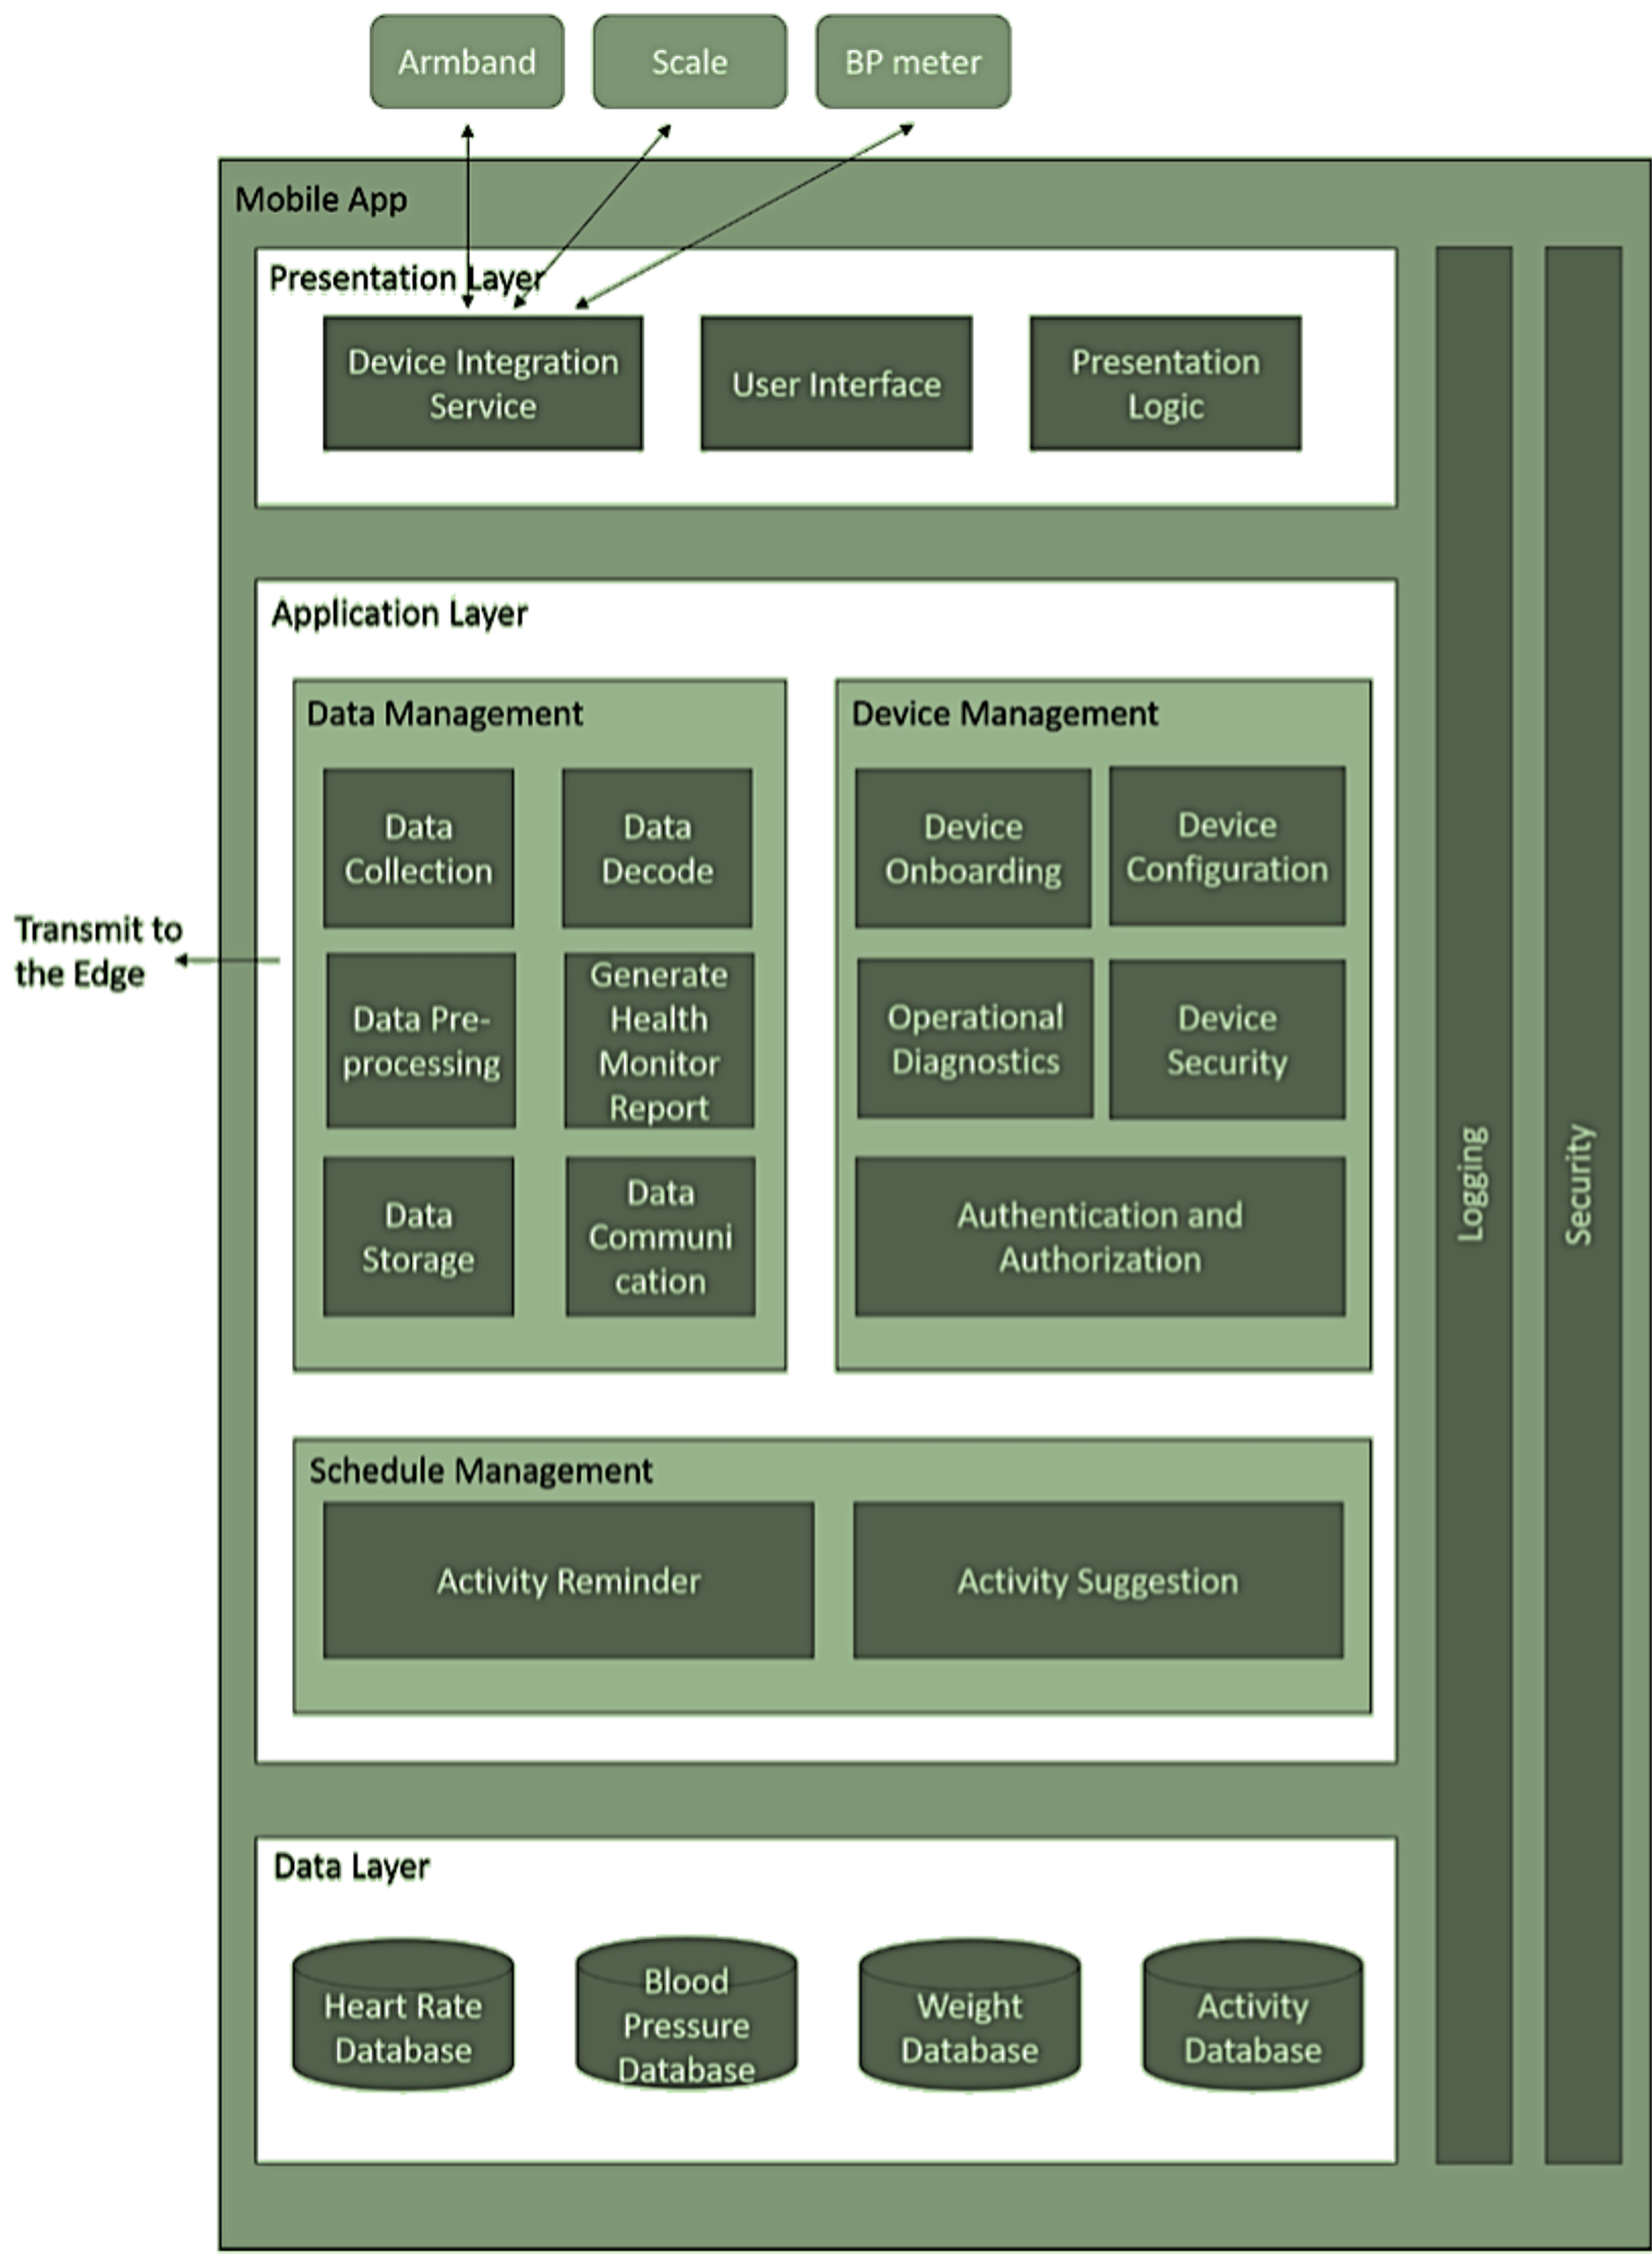 Armband
Scale
BP meter
Mobile App
Presentation Layer
Device Integration
Service
User Interface
Presentation
Logic
Application Layer
Data Management
Data
Collection
Data
Decode
Data Pre-
processing
Generate
Health
Monitor
Report
Data
Storage
Data
Communi
cation
Device Management
Device
Onboarding
Device
Configuration
Operational
Diagnostics
Device
Security
Authentication and
Authorization
Transmit to
the Edge
Schedule Management
Activity Reminder
Activity Suggestion
Data Layer
Heart Rate
Database
Blood
Pressure
Database
Weight
Database
Activity
Database
Logging
Security